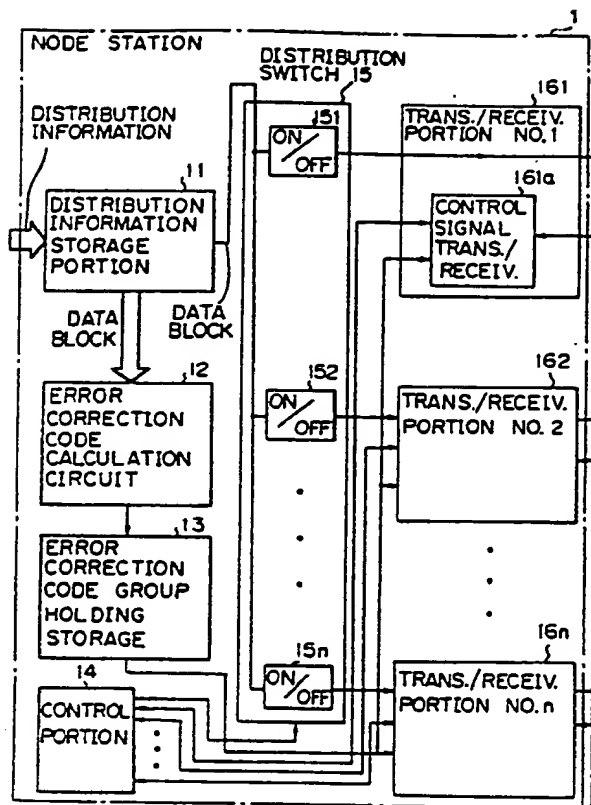 1
NODE STATION
DISTRIBUTION
SWITCH 15
DISTRIBUTION
INFORMATION
11
DISTRIBUTION
INFORMATION
STORAGE
PORTION
DATA
BLOCK
DATA
BLOCK
151
ON/OFF
161
TRANS./RECEIV.
PORTION NO.1
161a
CONTROL
SIGNAL
TRANS./
RECEIV.
12
ERROR
CORRECTION
CODE
CALCULATION
CIRCUIT
152
ON/OFF
162
TRANS./RECEIV.
PORTION NO.2
13
ERROR
CORRECTION
CODE GROUP
HOLDING
STORAGE
14
CONTROL
PORTION
15n
ON/OFF
16n
TRANS./RECEIV.
PORTION NO.n